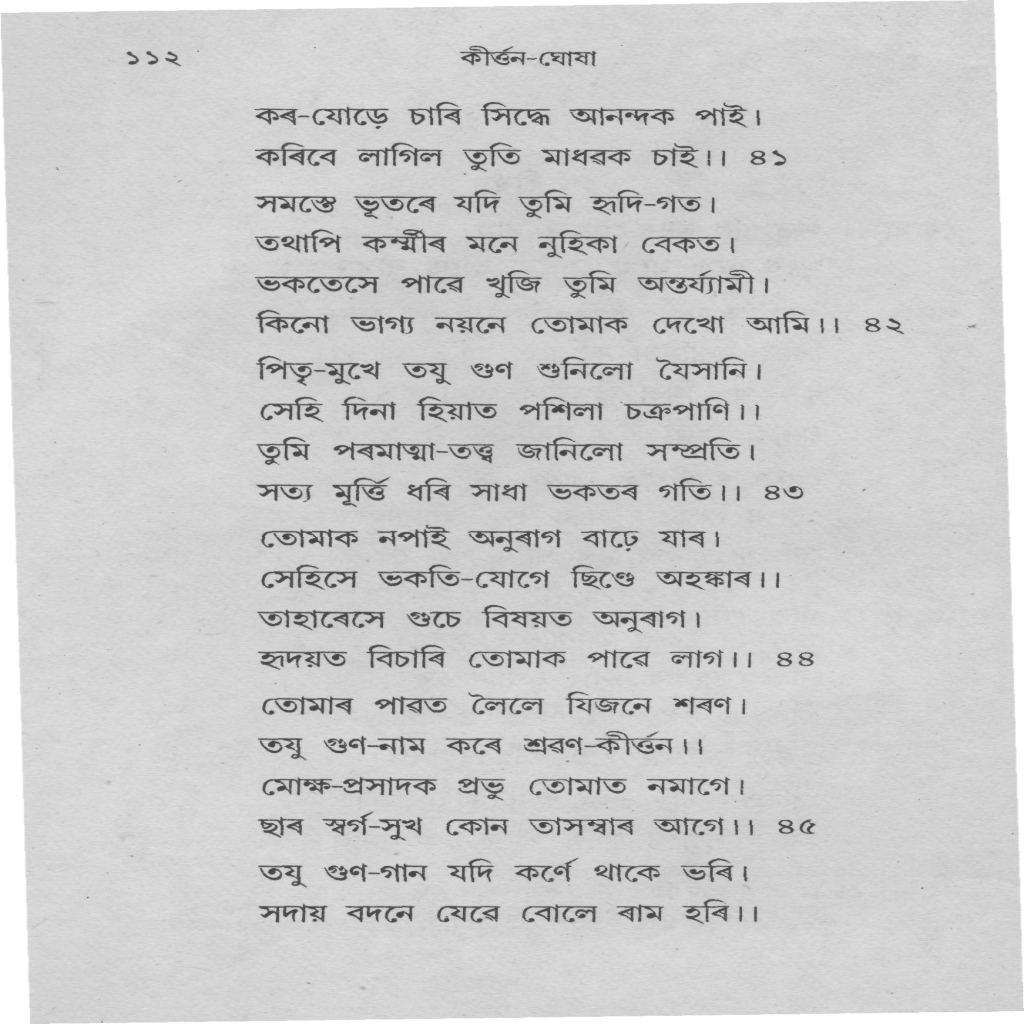 ১১২ কীৰ্ত্তন-ঘোষা
কৰ-যোড়ে চাৰি সিদ্ধে আনন্দক পাই।
কৰিবে লাগিল তুতি মাধৱক চাই।। ৪১
সমস্তে ভূতৰে যদি তুমি হৃদি-গত।
তথাপি কৰ্ম্মীৰ মনে নুহিকা বেকত।
ভকতেসে পাৱে খুজি তুমি অন্তৰ্য্যামী।
কিনো ভাগ্য নয়নে তোমাক দেখো আমি।। ৪২
পিতৃ-মুখে তযু গুণ শুনিলো যৈসানি।
সেহি দিনা হিয়াত পশিলা চক্ৰপাণি।।
তুমি পৰমাত্মা-তত্ত্ব জানিলো সম্প্ৰতি।
সত্য মূৰ্ত্তি ধৰি সাধা ভকতৰ গতি।। ৪৩
তোমাক নপাই অনুৰাগ বাঢ়ে যাৰ।
সেহিসে ভকতি-যোগে ছিণ্ডে অহঙ্কাৰ।।
তাহাৰেসে গুচে বিষয়ত অনুৰাগ।
হৃদয়ত বিচাৰি তোমাক পাৱে লাগ।। ৪৪
তোমাৰ পাৱত লৈলে যিজনে শৰণ।
তযু গুণ-নাম কৰে শ্ৰৱণ-কীৰ্ত্তন।।
মোক্ষ-প্ৰসাদক প্ৰভু তোমাত নমাগে।
ছাৰ স্বৰ্গ-সুখ কোন তাসম্বাৰ আগে।। ৪৫
তযু গুণ-গান যদি কৰ্ণে থাকে ভৰি।
সদায় বদনে যেৱে বোলে ৰাম হৰি।।